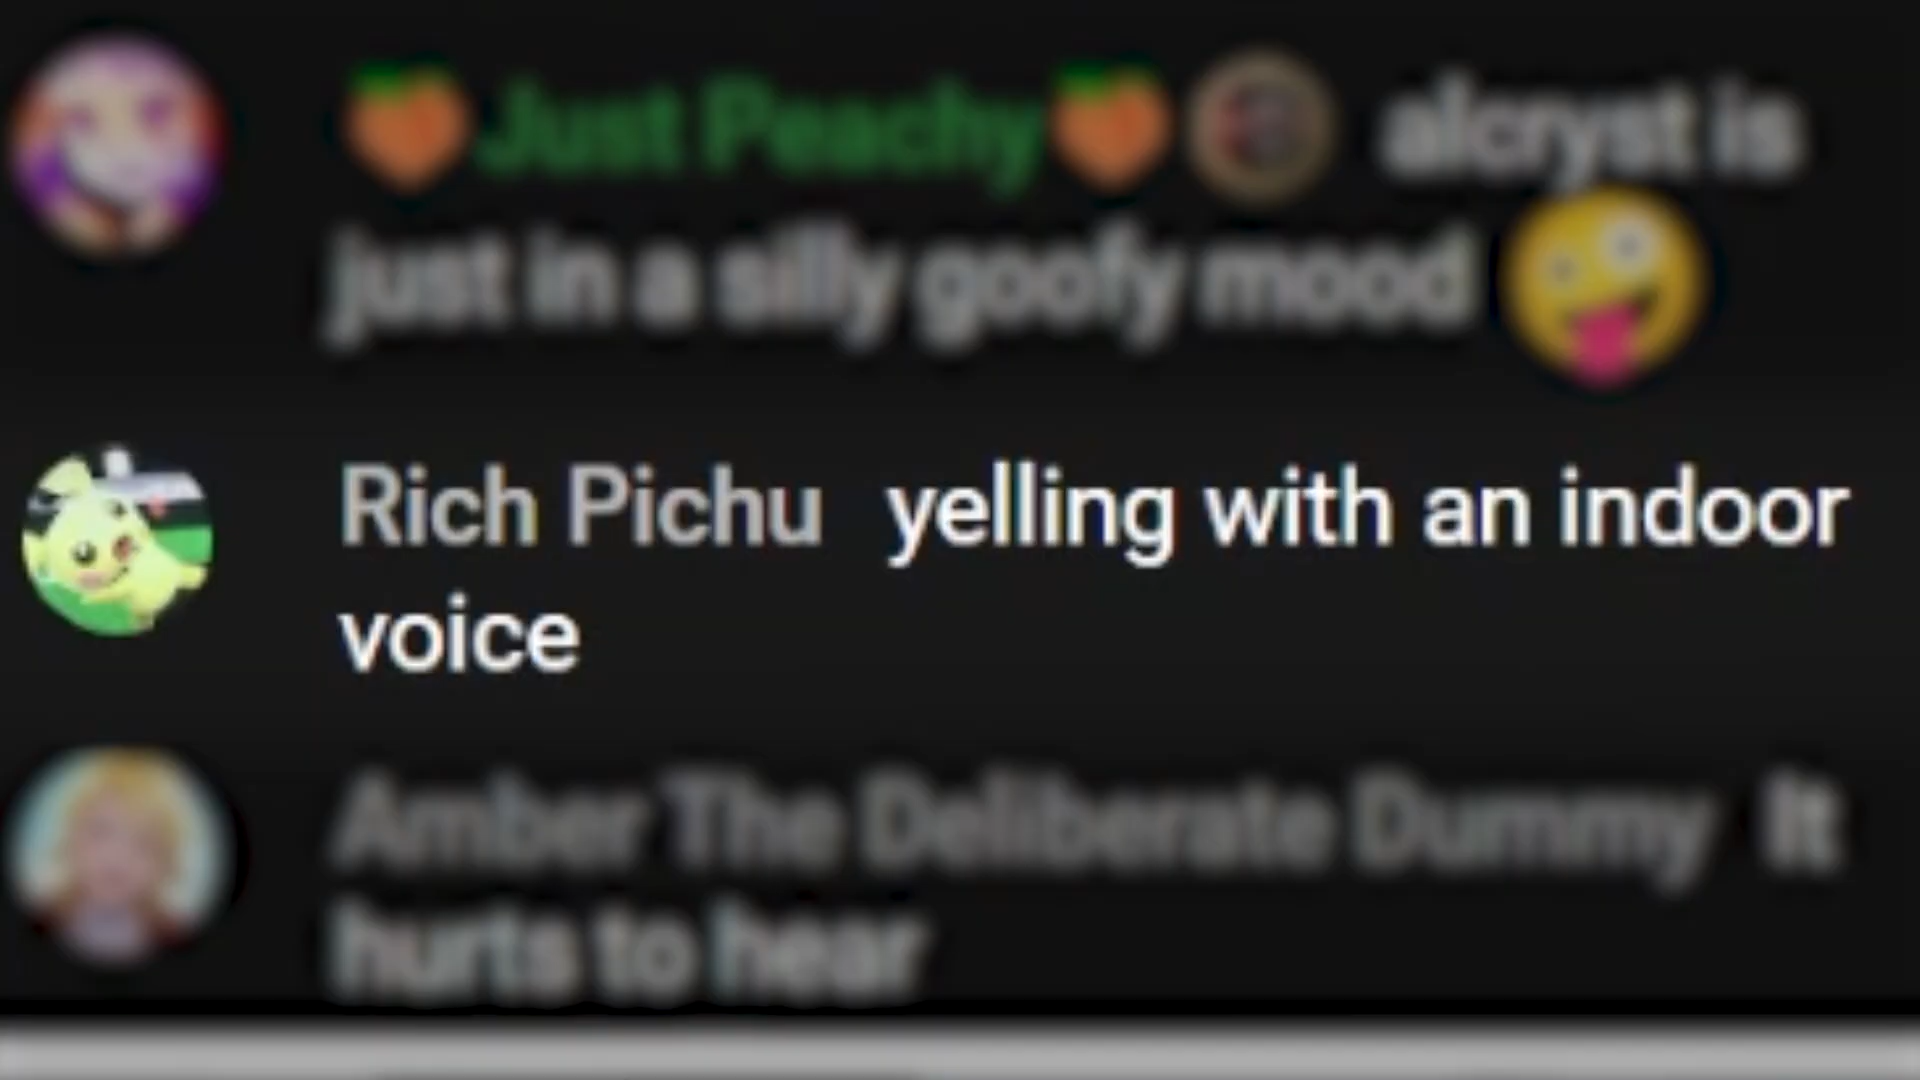 🍑Just Peachy🍑 alcryst is
just in a silly goofy mood 🤪
Rich Pichu yelling with an indoor
voice
Amber The Deliberate Dummy It
hurts to hear